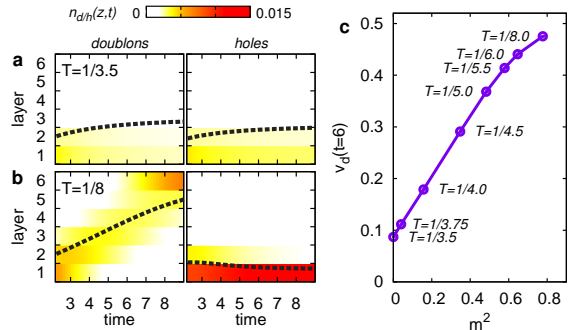 n_{d/h}(z,t) 0 0.015
doublons holes
a T=1/3.5
layer
6
5
4
3
2
1
b T=1/8
layer
6
5
4
3
2
1
3 4 5 6 7 8 3 4 5 6 7 8
time time
c
v_d(t=6)
0.5
0.4
0.3
0.2
0.1
0
T=1/8.0
T=1/6.0
T=1/5.5
T=1/5.0
T=1/4.5
T=1/4.0
T=1/3.75
T=1/3.5
0 0.2 0.4 0.6 0.8
m²